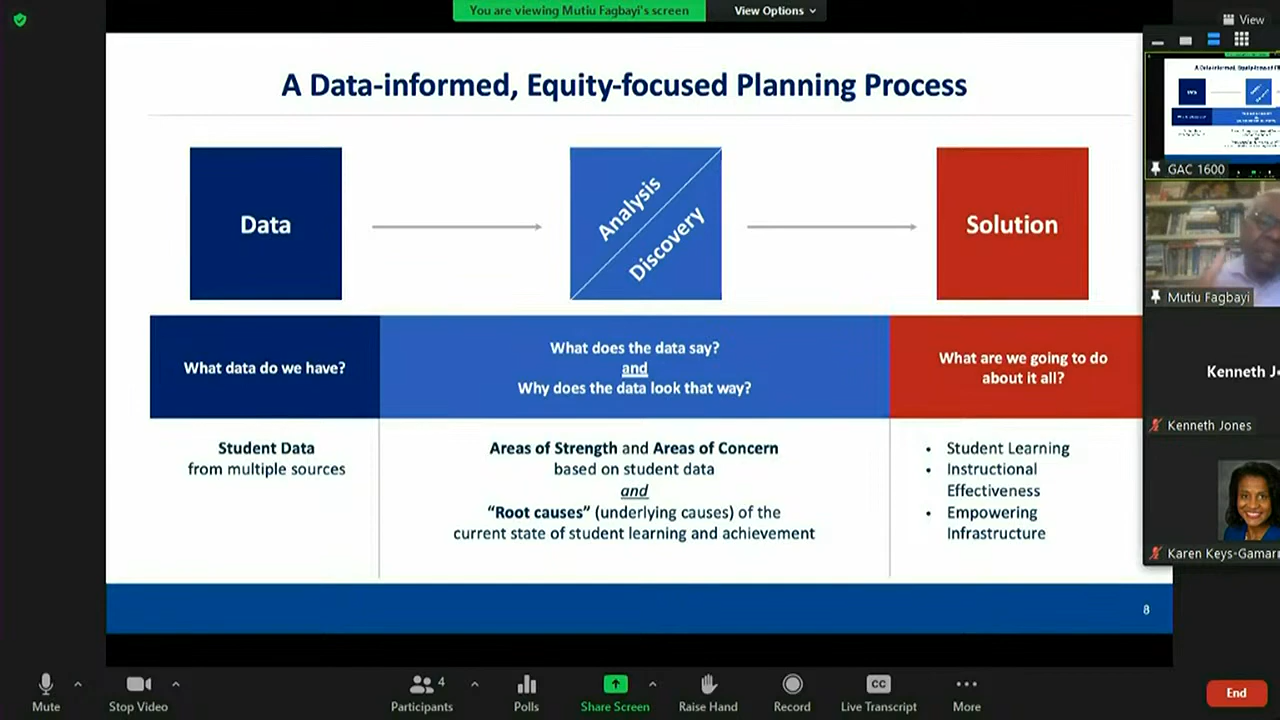 You are viewing Mutiu Fagbayi's screen
View Options
View
A Data-informed, Equity-focused Planning Process
Data
Analysis
Discovery
Solution
What data do we have?
What does the data say?
and
Why does the data look that way?
What are we going to do
about it all?
Student Data
from multiple sources
Areas of Strength and Areas of Concern
based on student data
and
“Root causes” (underlying causes) of the
current state of student learning and achievement
• Student Learning
• Instructional
Effectiveness
• Empowering
Infrastructure
8
GAC 1600
Mutiu Fagbayi
Kenneth J
Kenneth Jones
Karen Keys-Gamarr
Mute
Stop Video
4
Participants
Polls
Share Screen
Raise Hand
Record
CC
Live Transcript
More
End